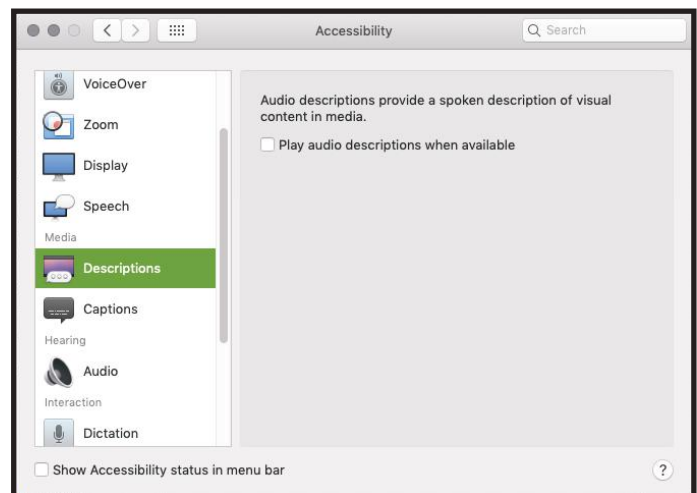 Accessibility
Search
VoiceOver
Zoom
Display
Speech
Media
Descriptions
Captions
Hearing
Audio
Interaction
Dictation
Audio descriptions provide a spoken description of visual
content in media.
Play audio descriptions when available
Show Accessibility status in menu bar
?